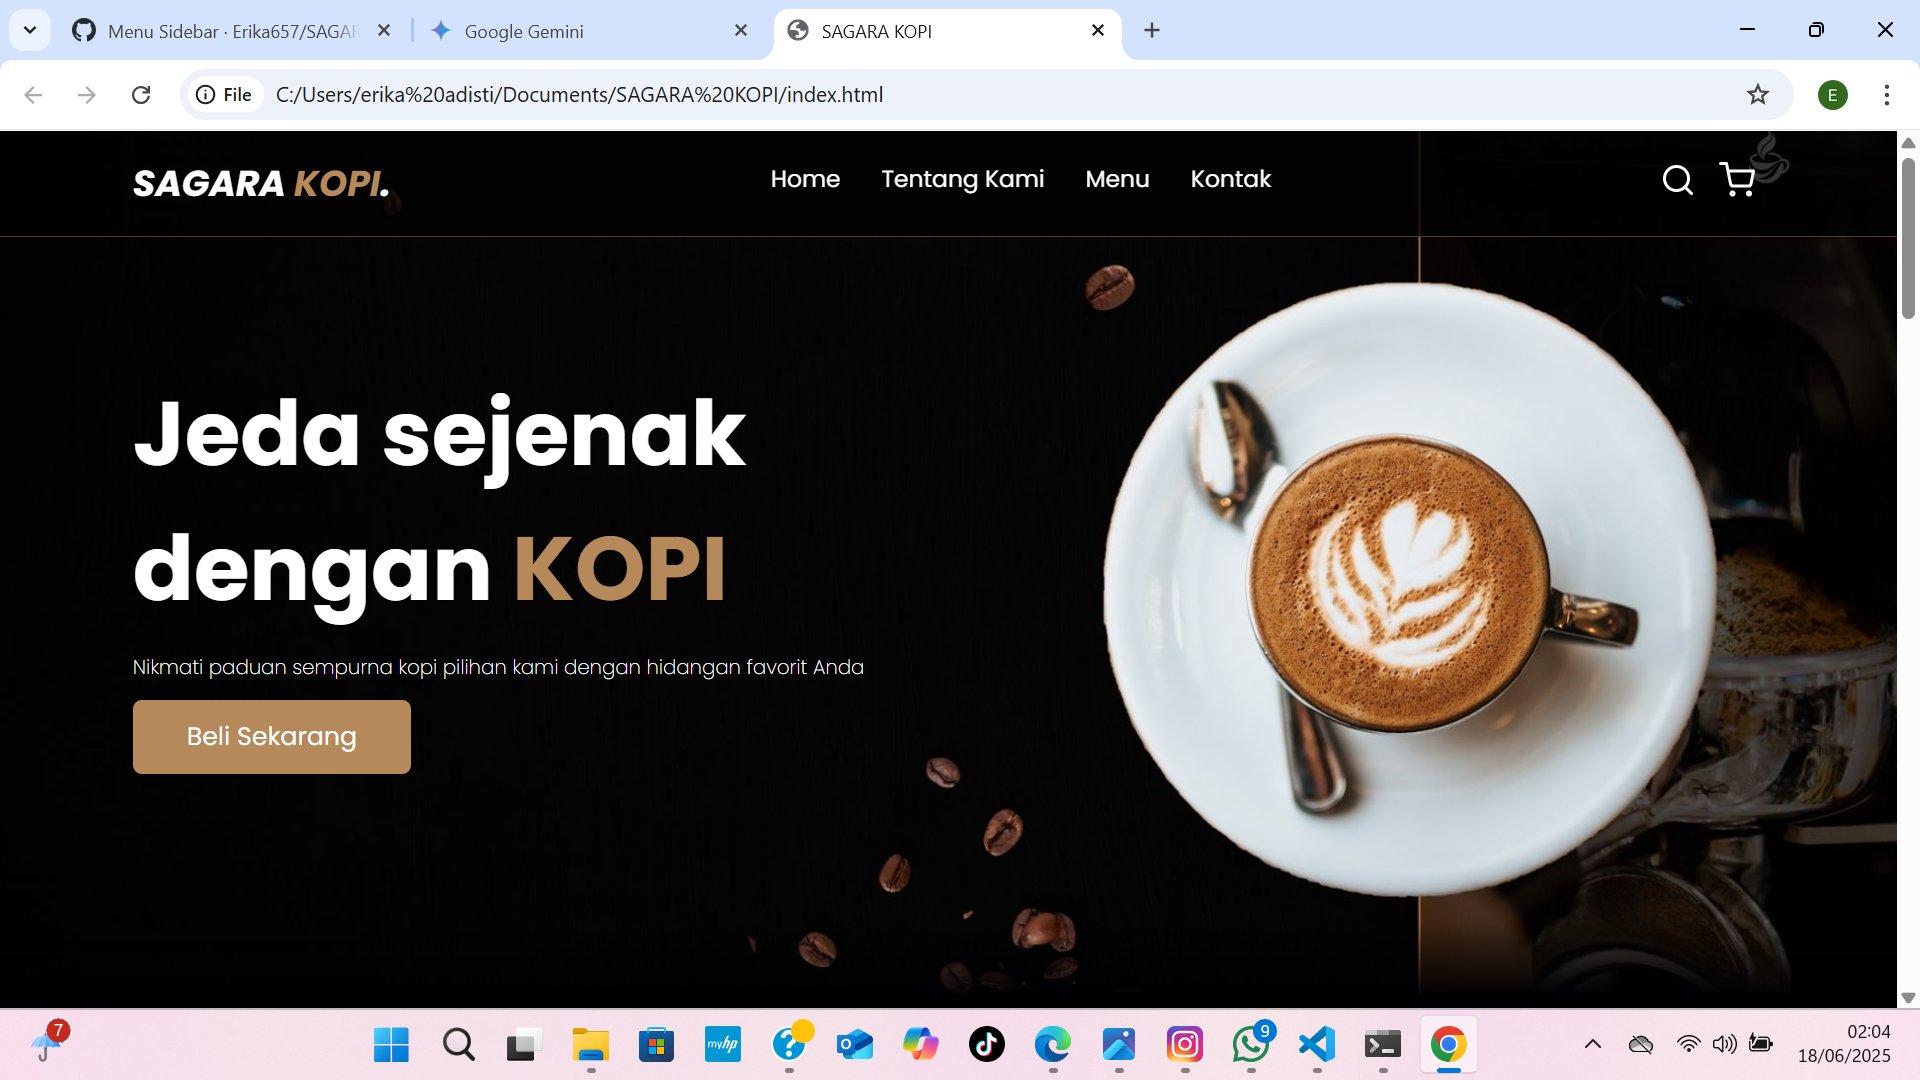 Menu Sidebar · Erika657/SAGAR
Google Gemini
SAGARA KOPI
File
C:/Users/erika%20adisti/Documents/SAGARA%20KOPI/index.html
E
SAGARA KOPI.
Home
Tentang Kami
Menu
Kontak
Jeda sejenak
dengan KOPI
Nikmati paduan sempurna kopi pilihan kami dengan hidangan favorit Anda
Beli Sekarang
7
myhp
?
O
9
02:04
18/06/2025